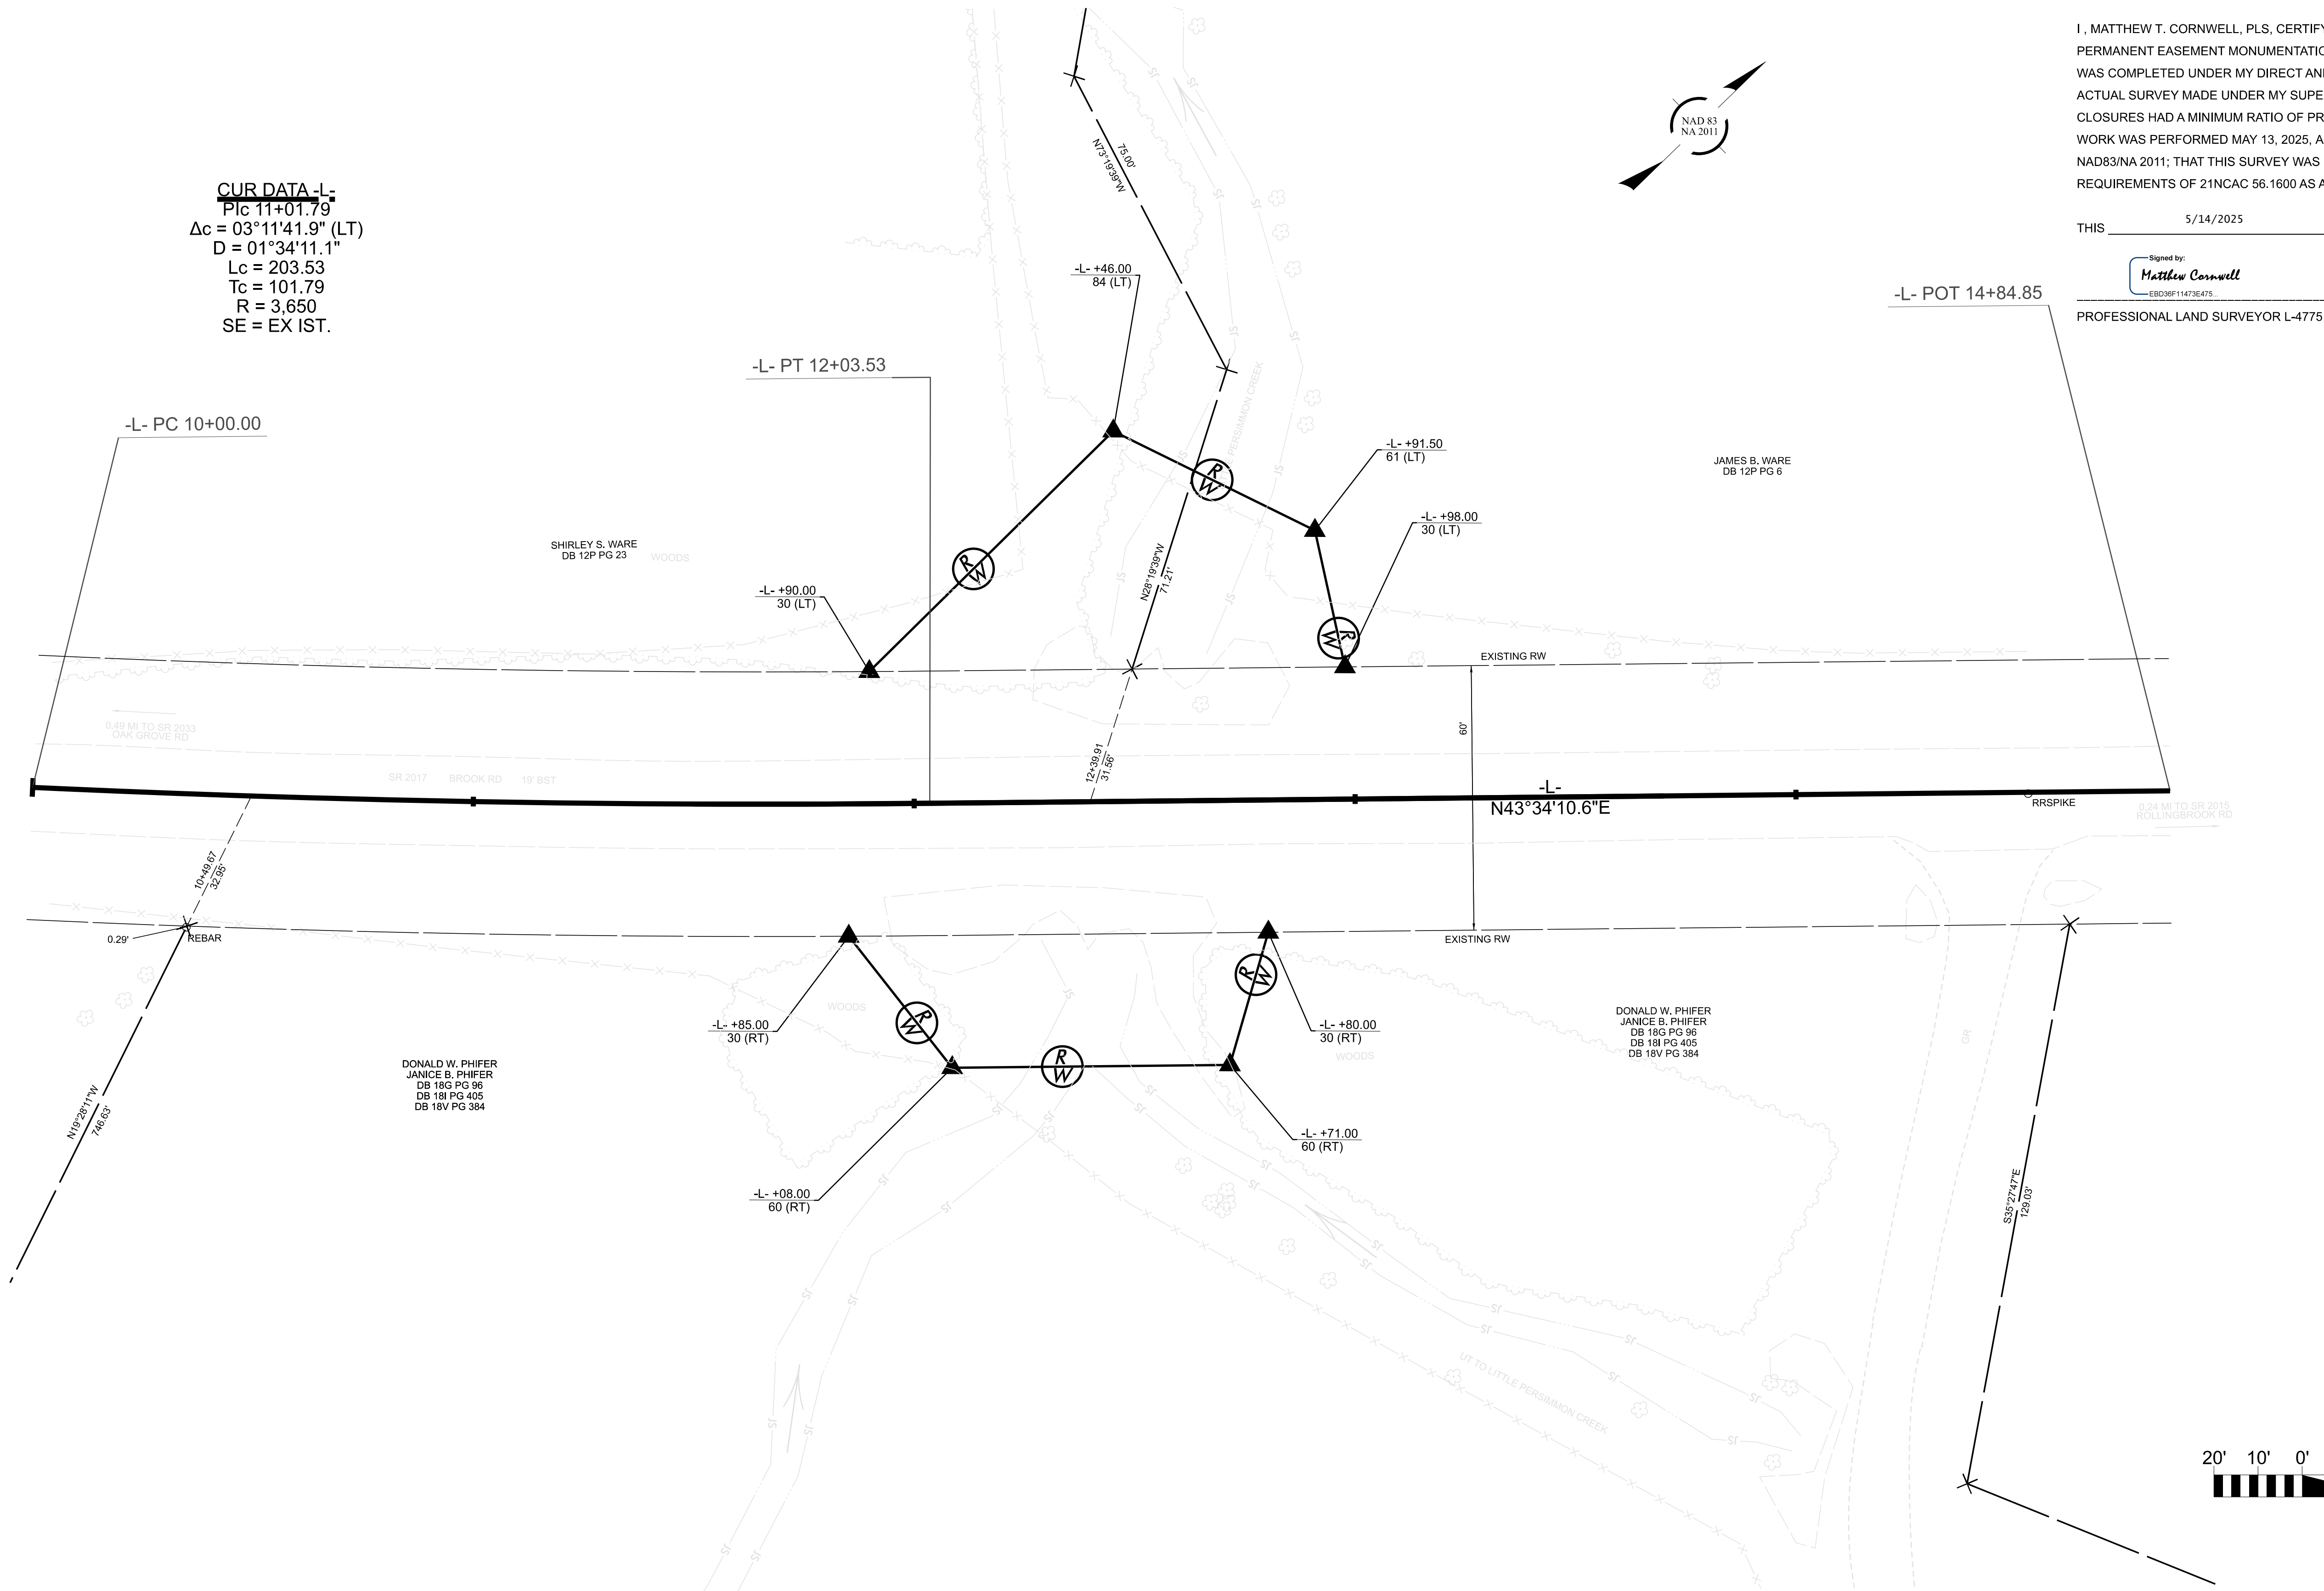 I , MATTHEW T. CORNWELL, PLS, CERTIFY
PERMANENT EASEMENT MONUMENTATIO
WAS COMPLETED UNDER MY DIRECT AN
ACTUAL SURVEY MADE UNDER MY SUPE
CLOSURES HAD A MINIMUM RATIO OF PR
WORK WAS PERFORMED MAY 13, 2025, A
NAD83/NA 2011; THAT THIS SURVEY WAS
REQUIREMENTS OF 21NCAC 56.1600 AS A
THIS 5/14/2025
Signed by:
Matthew Cornwell
EBD36F11473E475...
PROFESSIONAL LAND SURVEYOR L-4775
NAD 83
NA 2011
CUR DATA -L-
PIc 11+01.79
Δc = 03°11'41.9" (LT)
D = 01°34'11.1"
Lc = 203.53
Tc = 101.79
R = 3,650
SE = EX IST.
75.00'
N73°19'39"W
-L- +46.00
84 (LT)
-L- POT 14+84.85
-L- PT 12+03.53
-L- PC 10+00.00
PERSIMMON CREEK
-L- +91.50
61 (LT)
JAMES B. WARE
DB 12P PG 6
R
W
-L- +98.00
30 (LT)
SHIRLEY S. WARE
DB 12P PG 23
WOODS
R
W
N28°19'39"W
71.21'
-L- +90.00
30 (LT)
R
W
EXISTING RW
60'
0.49 MI TO SR 2033
OAK GROVE RD
12+39.91
31.56'
SR 2017 BROOK RD 19' BST
-L-
N43°34'10.6"E
RRSPIKE
0.24 MI TO SR 2015
ROLLINGBROOK RD
10+49.67
32.95'
0.29'
REBAR
EXISTING RW
R
W
WOODS
R
W
-L- +85.00
30 (RT)
-L- +80.00
30 (RT)
WOODS
DONALD W. PHIFER
JANICE B. PHIFER
DB 18G PG 96
DB 18I PG 405
DB 18V PG 384
GR
R
W
DONALD W. PHIFER
JANICE B. PHIFER
DB 18G PG 96
DB 18I PG 405
DB 18V PG 384
N19°28'11"W
746.63'
-L- +71.00
60 (RT)
-L- +08.00
60 (RT)
S35°27'47"E
129.03'
UT TO LITTLE PERSIMMON CREEK
20' 10' 0'